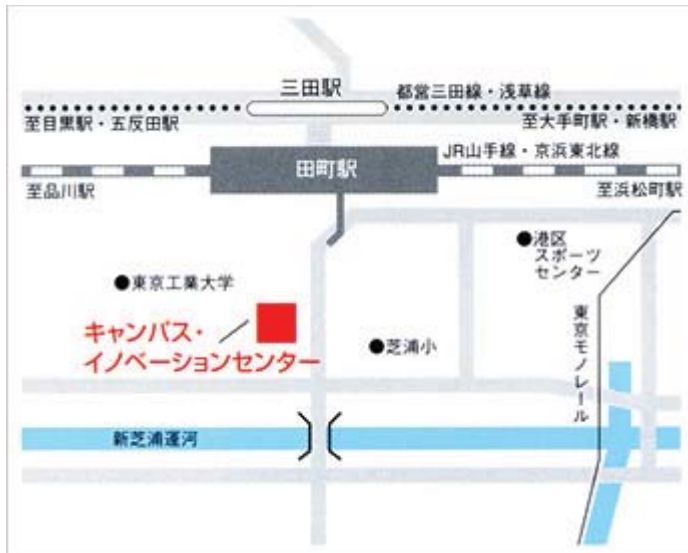 三田駅
都営三田線・浅草線
至目黒駅・五反田駅
至大手町駅・新橋駅
田町駅
JR山手線・京浜東北線
至品川駅
至浜松町駅
●港区
スポーツ
センター
●東京工業大学
キャンパス・
イノベーションセンター
●芝浦小
東京モノレール
新芝浦運河